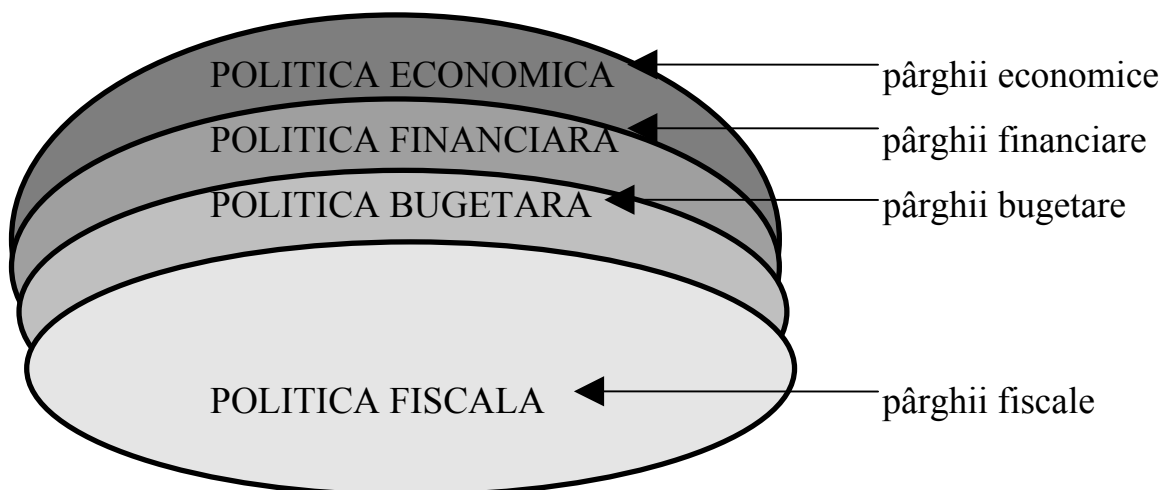 POLITICA ECONOMICA pârghii economice
POLITICA FINANCIARA pârghii financiare
POLITICA BUGETARA pârghii bugetare
POLITICA FISCALA pârghii fiscale